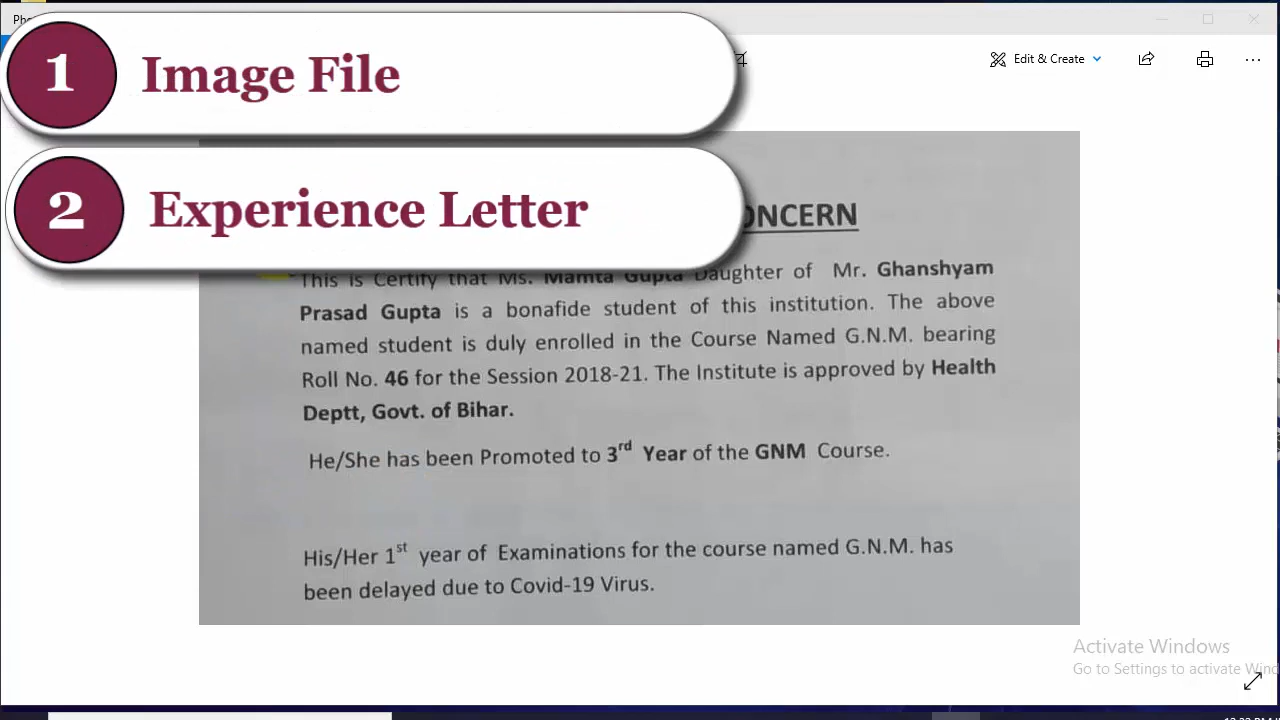 1 Image File
Edit & Create
2 Experience Letter
ONCERN
This is Certify that Ms. Mamta Gupta Daughter of Mr. Ghanshyam
Prasad Gupta is a bonafide student of this institution. The above
named student is duly enrolled in the Course Named G.N.M. bearing
Roll No. 46 for the Session 2018-21. The Institute is approved by Health
Deptt, Govt. of Bihar.
He/She has been Promoted to 3rd Year of the GNM Course.
His/Her 1st year of Examinations for the course named G.N.M. has
been delayed due to Covid-19 Virus.
Activate Windows
Go to Settings to activate Wind